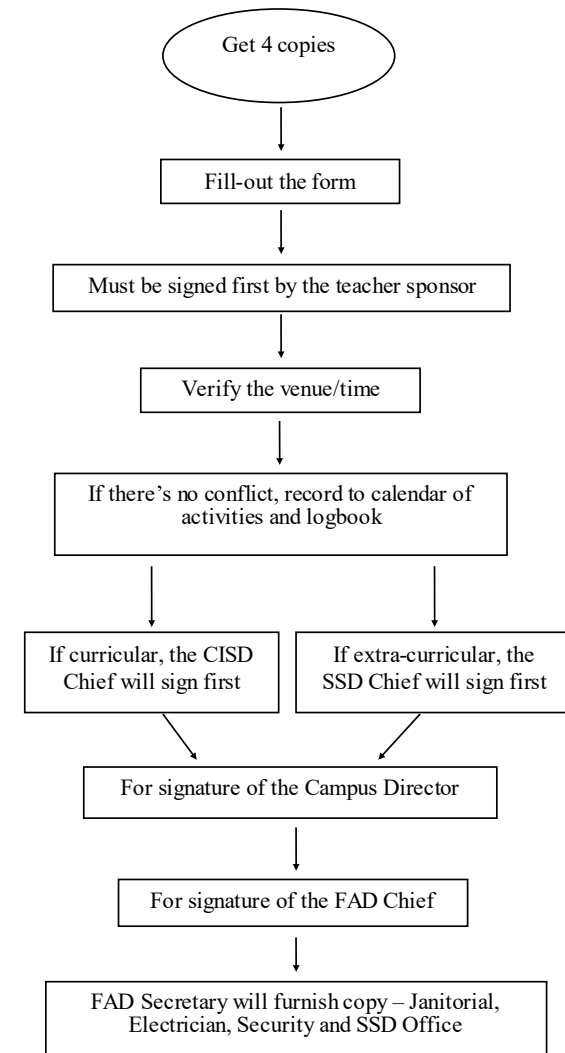 Get 4 copies
Fill-out the form
Must be signed first by the teacher sponsor
Verify the venue/time
If there’s no conflict, record to calendar of
activities and logbook
If curricular, the CISD
Chief will sign first
If extra-curricular, the
SSD Chief will sign first
For signature of the Campus Director
For signature of the FAD Chief
FAD Secretary will furnish copy – Janitorial,
Electrician, Security and SSD Office